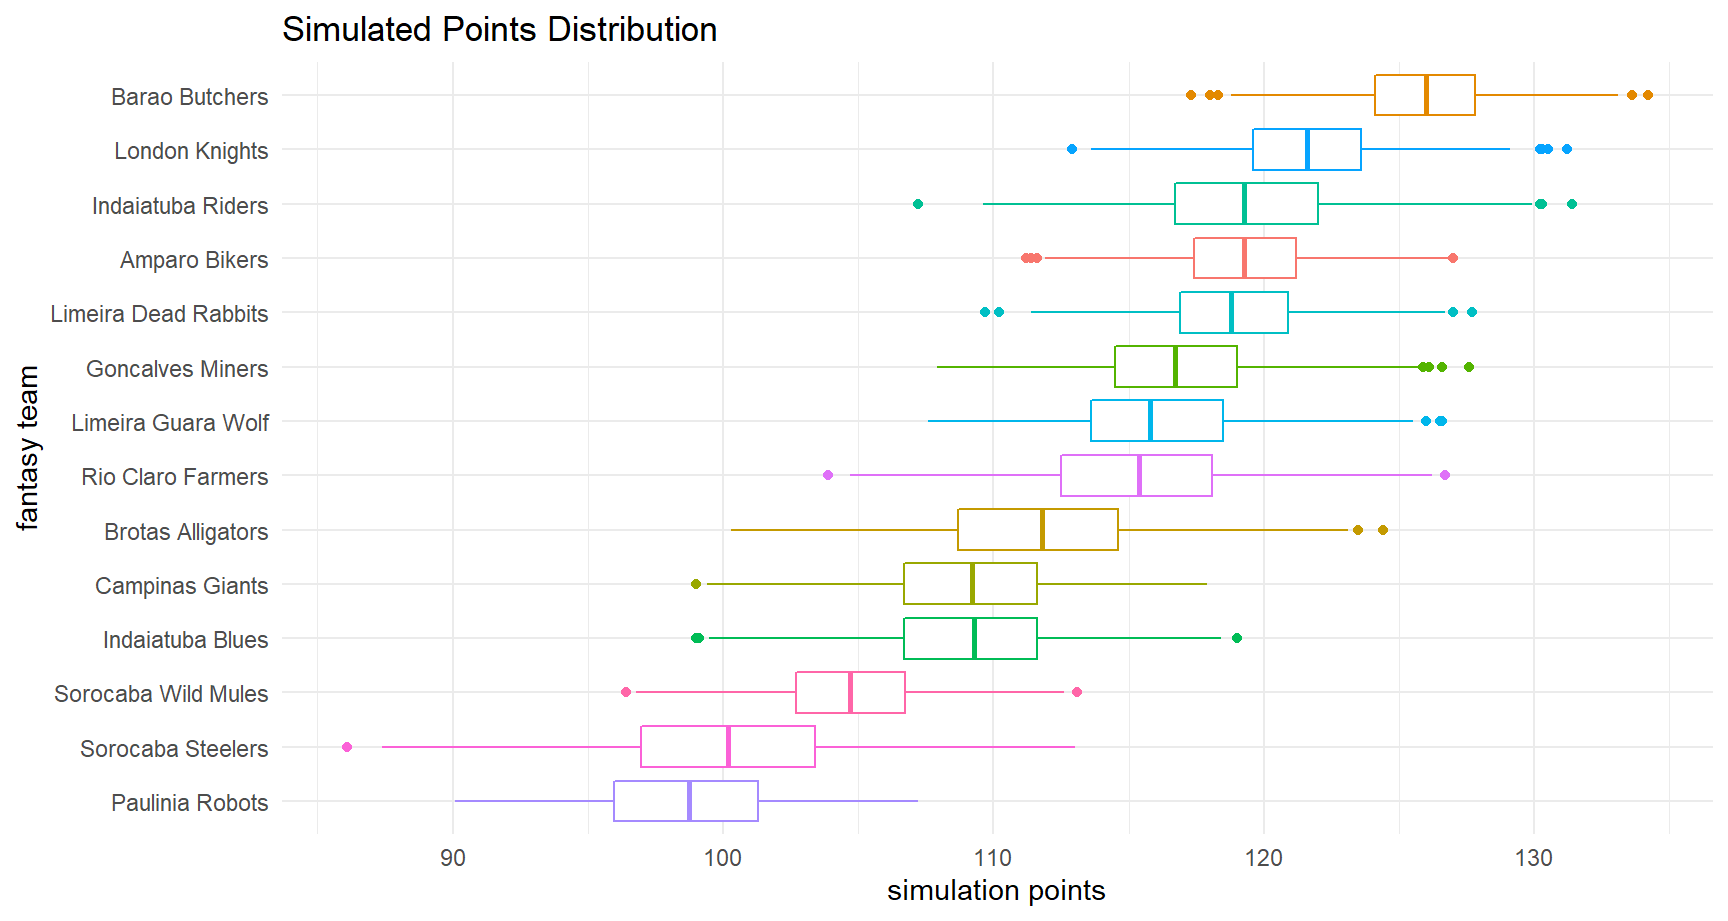 Simulated Points Distribution
fantasy team
Barao Butchers
London Knights
Indaiatuba Riders
Amparo Bikers
Limeira Dead Rabbits
Goncalves Miners
Limeira Guara Wolf
Rio Claro Farmers
Brotas Alligators
Campinas Giants
Indaiatuba Blues
Sorocaba Wild Mules
Sorocaba Steelers
Paulinia Robots
90 100 110 120 130
simulation points